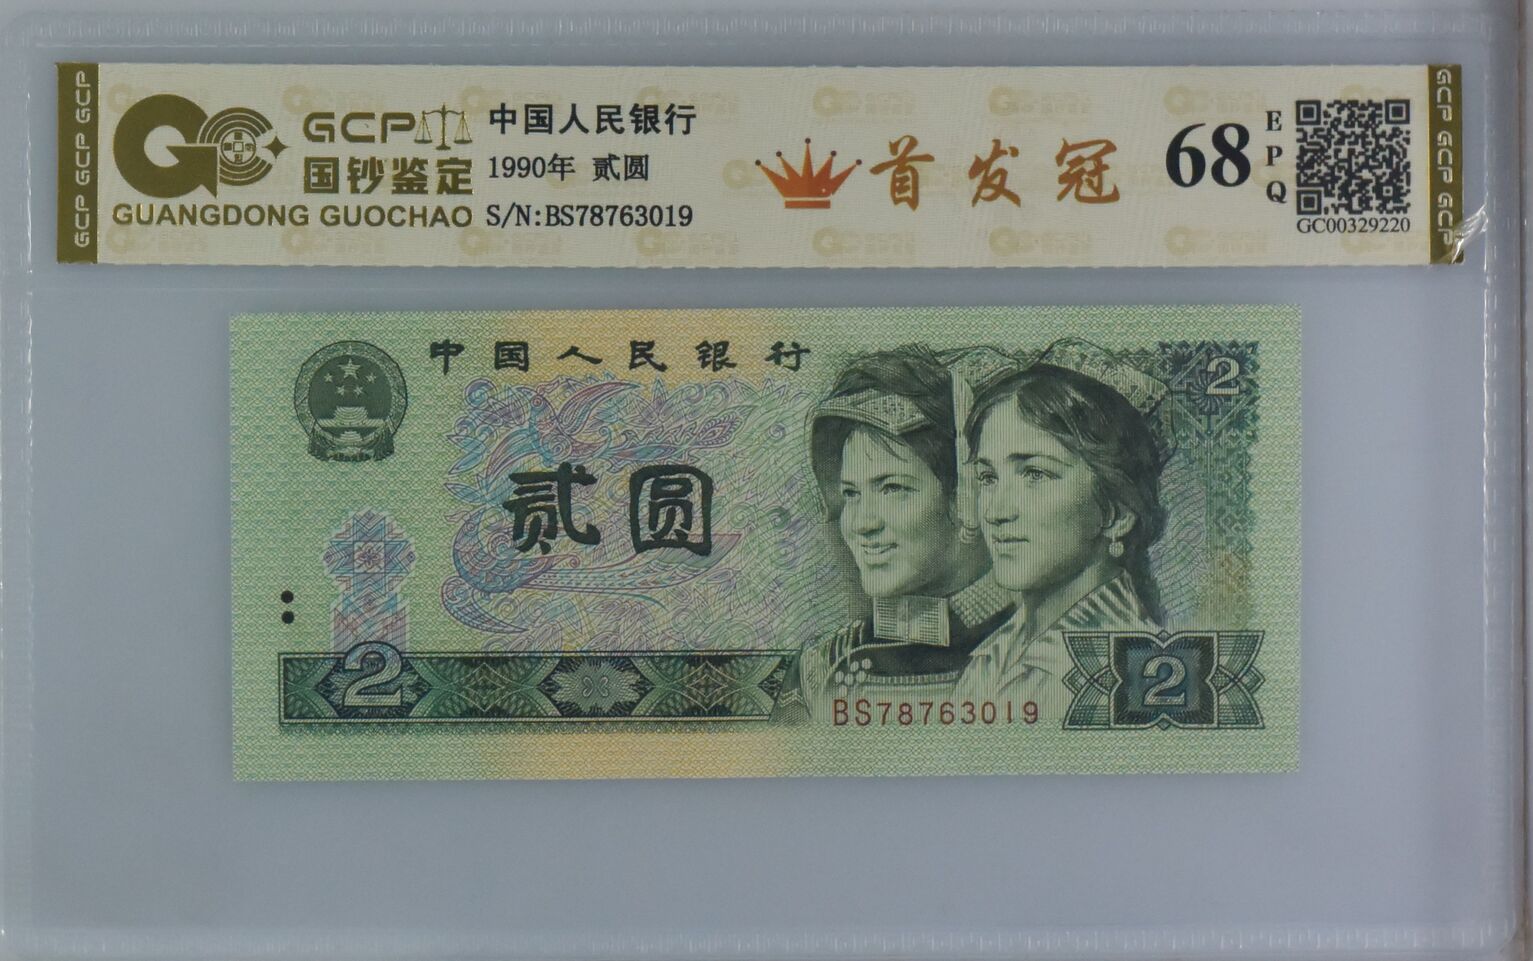 GCP GCP GCP
GCP
国钞鉴定
GUANGDONG GUOCHAO
中国人民银行
1990年 贰圆
S/N:BS78763019
首发冠
68
EPQ
GC00329220
GCP GCP GCP
中国人民银行
2
贰圆
2
BS78763019
2